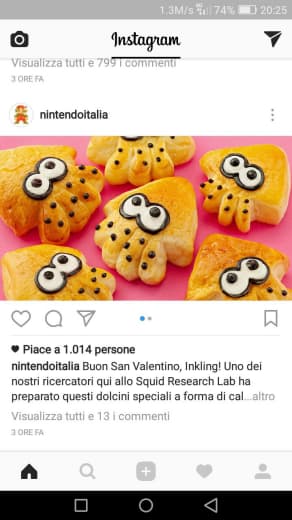 1.3M/s 4G 74% 20:25
Instagram
Visualizza tutti e 799 i commenti
3 ORE FA
nintendoitalia
Piace a 1.014 persone
nintendoitalia Buon San Valentino, Inkling! Uno dei
nostri ricercatori qui allo Squid Research Lab ha
preparato questi dolcini speciali a forma di cal...altro
Visualizza tutti e 13 i commenti
3 ORE FA